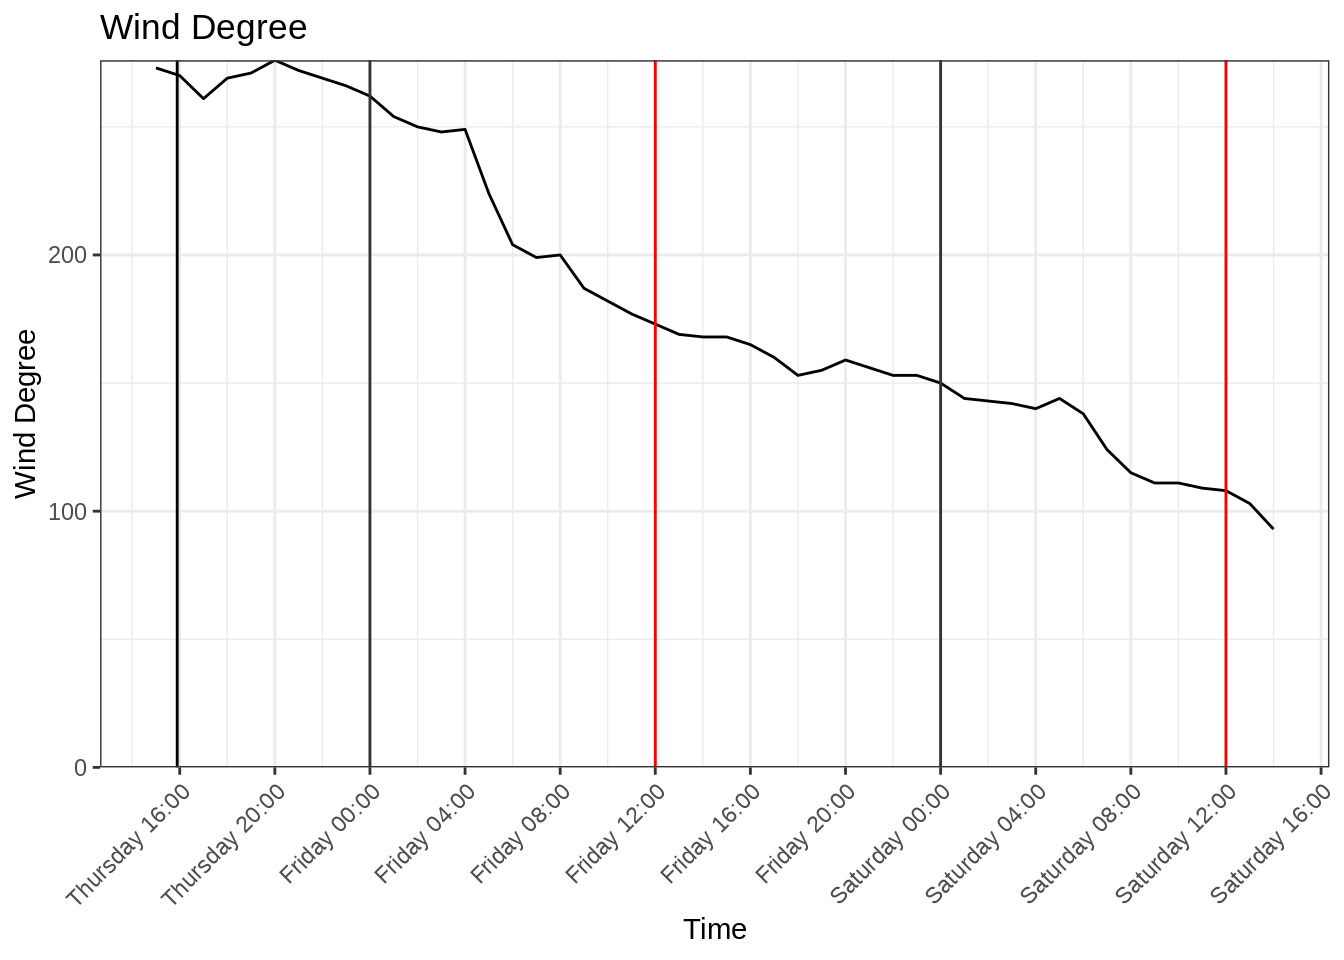 Wind Degree
Wind Degree
200
100
0
Thursday 16:00
Thursday 20:00
Friday 00:00
Friday 04:00
Friday 08:00
Friday 12:00
Friday 16:00
Friday 20:00
Saturday 00:00
Saturday 04:00
Saturday 08:00
Saturday 12:00
Saturday 16:00
Time